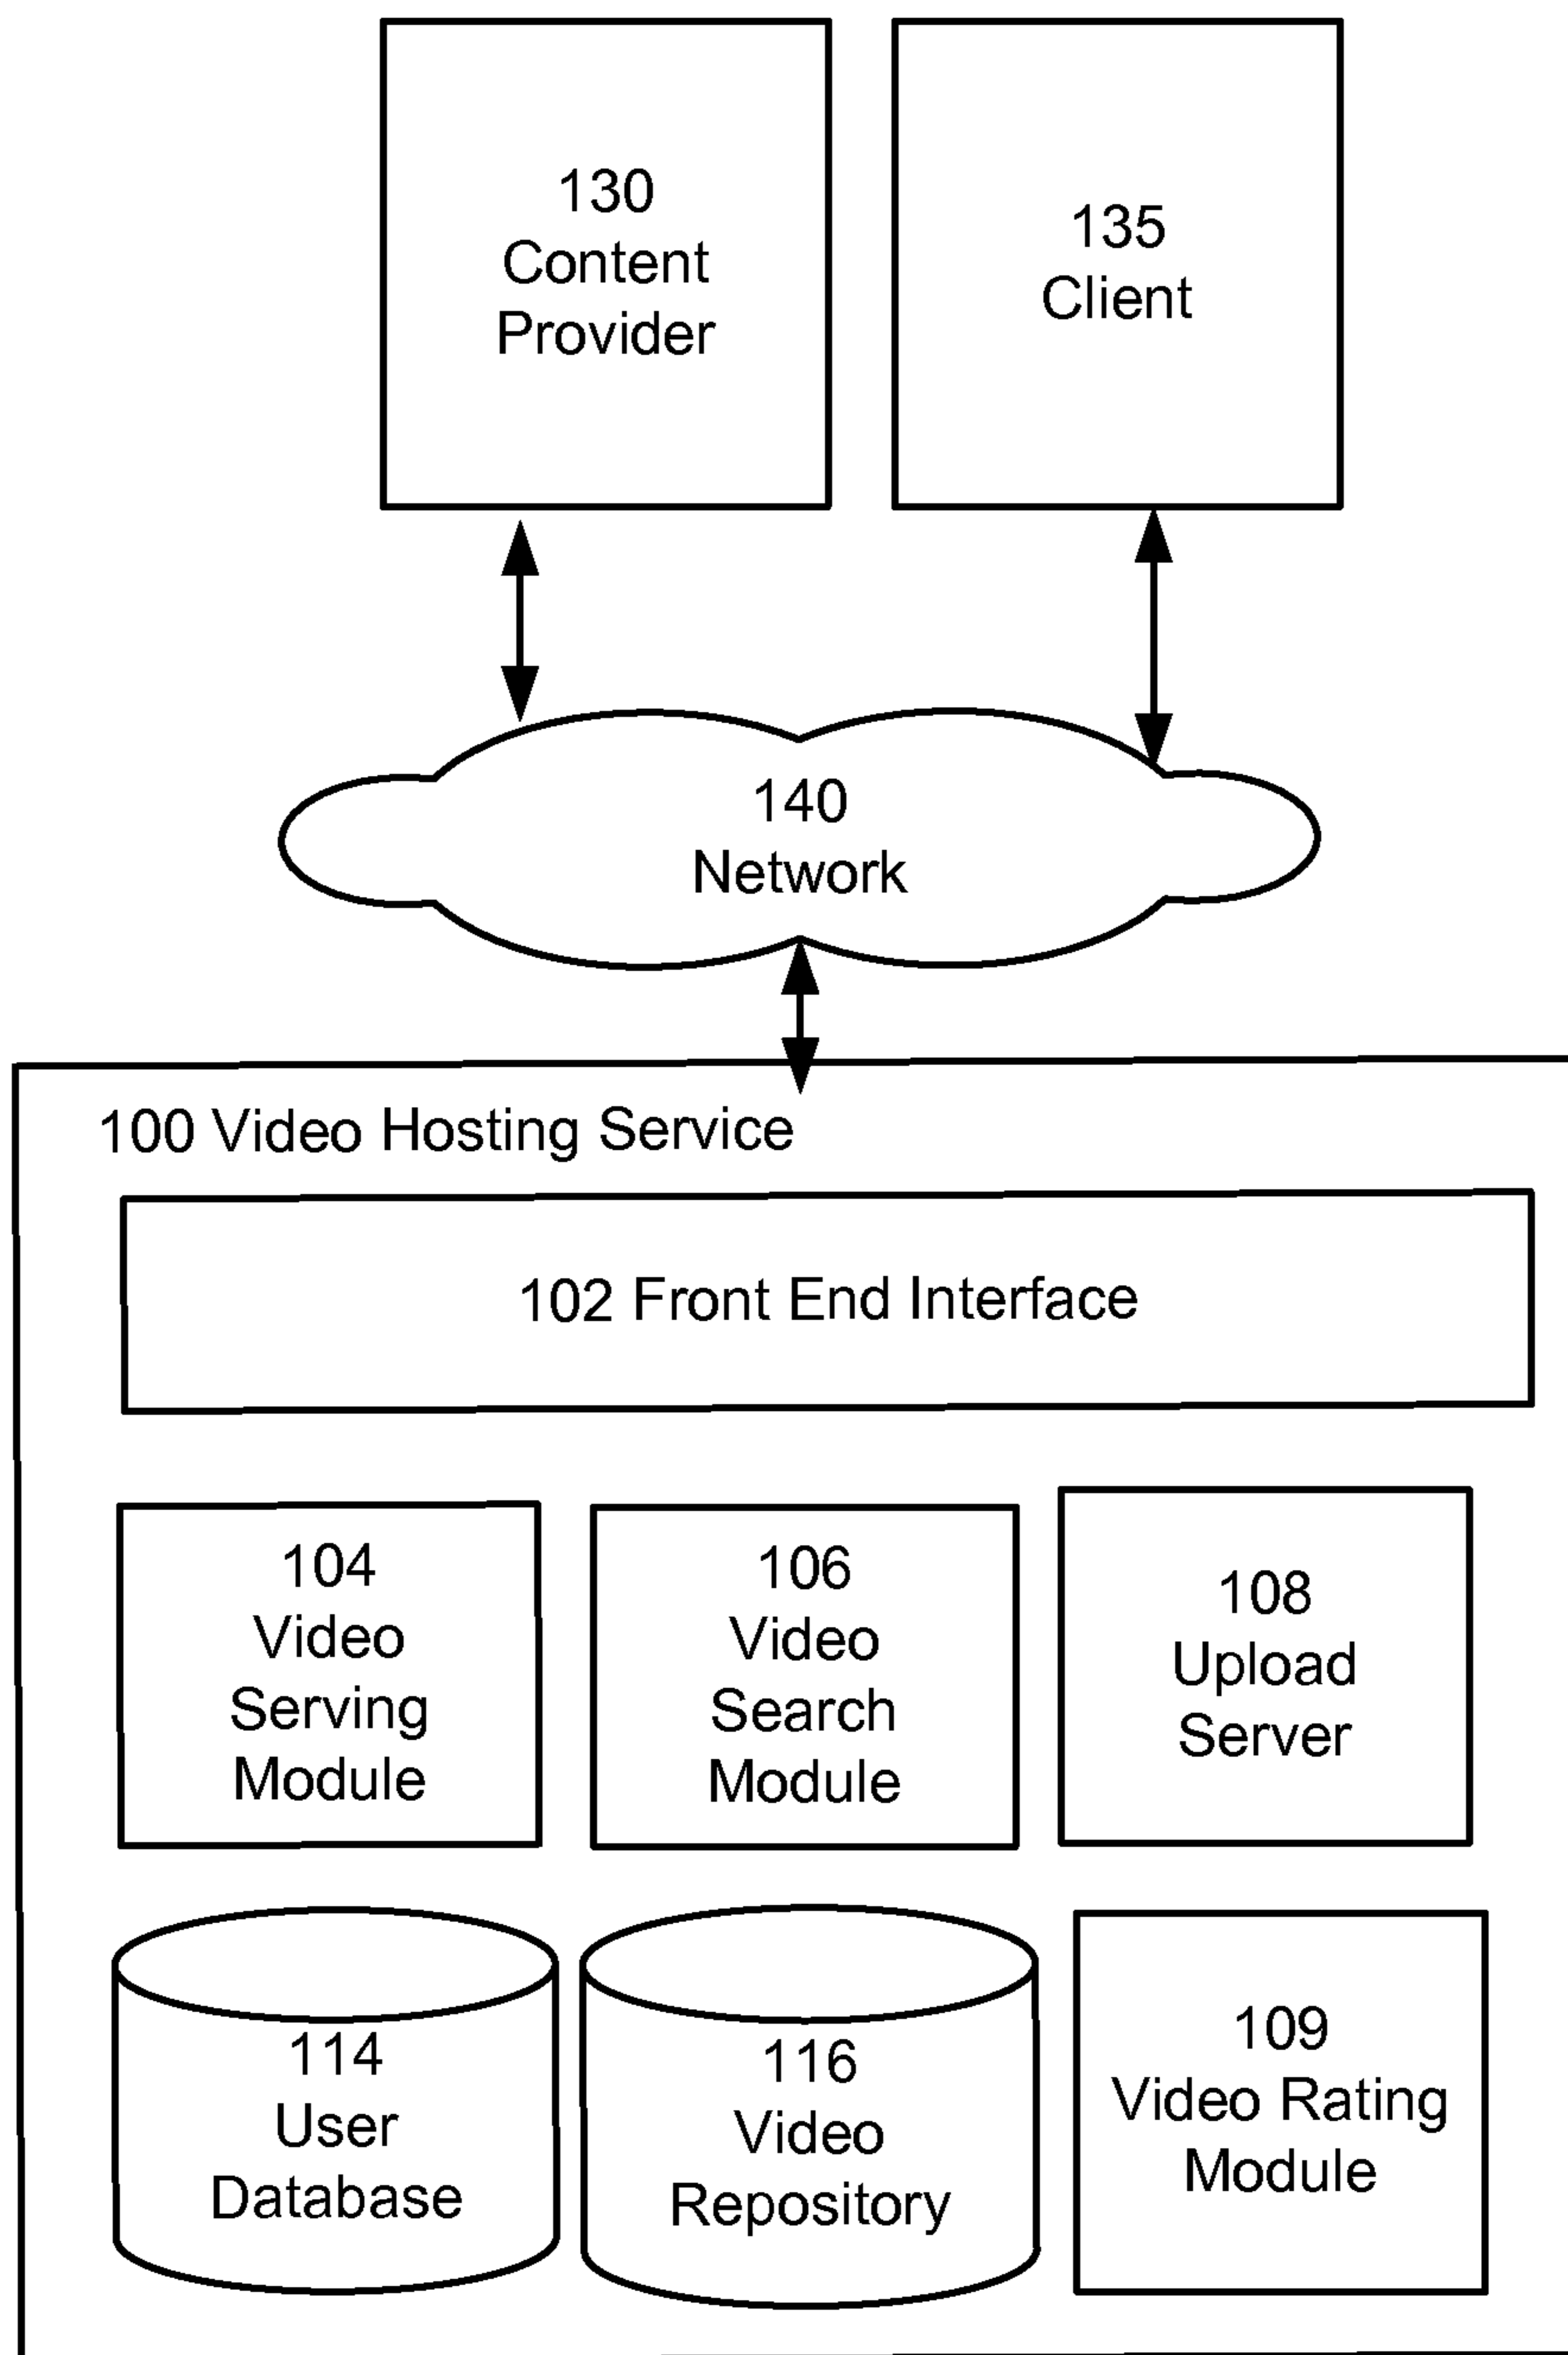 130
Content
Provider
135
Client
140
Network
100 Video Hosting Service
102 Front End Interface
104
Video
Serving
Module
106
Video
Search
Module
108
Upload
Server
114
User
Database
116
Video
Repository
109
Video Rating
Module